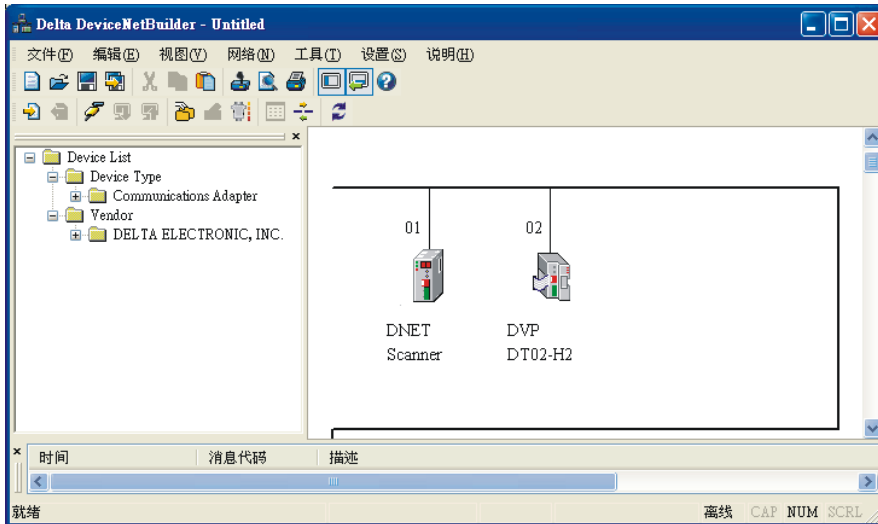 Delta DeviceNetBuilder - Untitled
文件(F) 编辑(E) 视图(V) 网络(N) 工具(T) 设置(S) 说明(H)
Device List
Device Type
Communications Adapter
Vendor
DELTA ELECTRONIC, INC.
01
02
DNET
Scanner
DVP
DT02-H2
时间 消息代码 描述
就绪 离线 CAP NUM SCRL